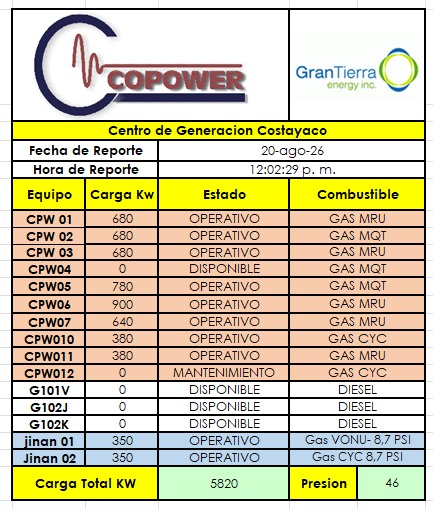 COPOWER
GranTierra
energy inc.
Centro de Generacion Costayaco
Fecha de Reporte 20-ago-26
Hora de Reporte 12:02:29 p. m.
Equipo Carga Kw Estado Combustible
CPW 01 680 OPERATIVO GAS MRU
CPW 02 680 OPERATIVO GAS MQT
CPW 03 680 OPERATIVO GAS MRU
CPW04 0 DISPONIBLE GAS MQT
CPW05 780 OPERATIVO GAS MQT
CPW06 900 OPERATIVO GAS MRU
CPW07 640 OPERATIVO GAS MRU
CPW010 380 OPERATIVO GAS CYC
CPW011 380 OPERATIVO GAS MRU
CPW012 0 MANTENIMIENTO GAS CYC
G101V 0 DISPONIBLE DIESEL
G102J 0 DISPONIBLE DIESEL
G102K 0 DISPONIBLE DIESEL
jinan 01 350 OPERATIVO Gas VONU- 8,7 PSI
Jinan 02 350 OPERATIVO Gas CYC 8,7 PSI
Carga Total KW 5820 Presion 46